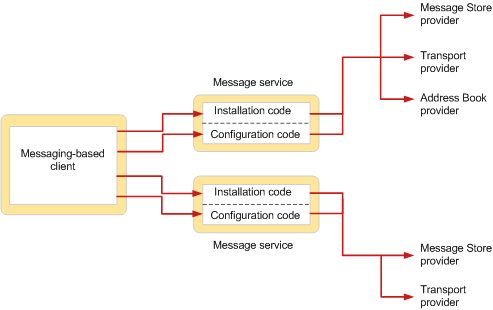 Message Store
provider
Transport
provider
Address Book
provider
Message service
Installation code
Configuration code
Messaging-based
client
Installation code
Configuration code
Message service
Message Store
provider
Transport
provider